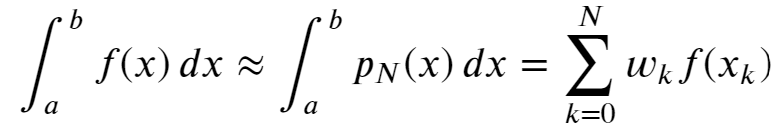 ∫_a^b f(x) dx ≈ ∫_a^b p_N(x) dx = ∑_{k=0}^N w_k f(x_k)